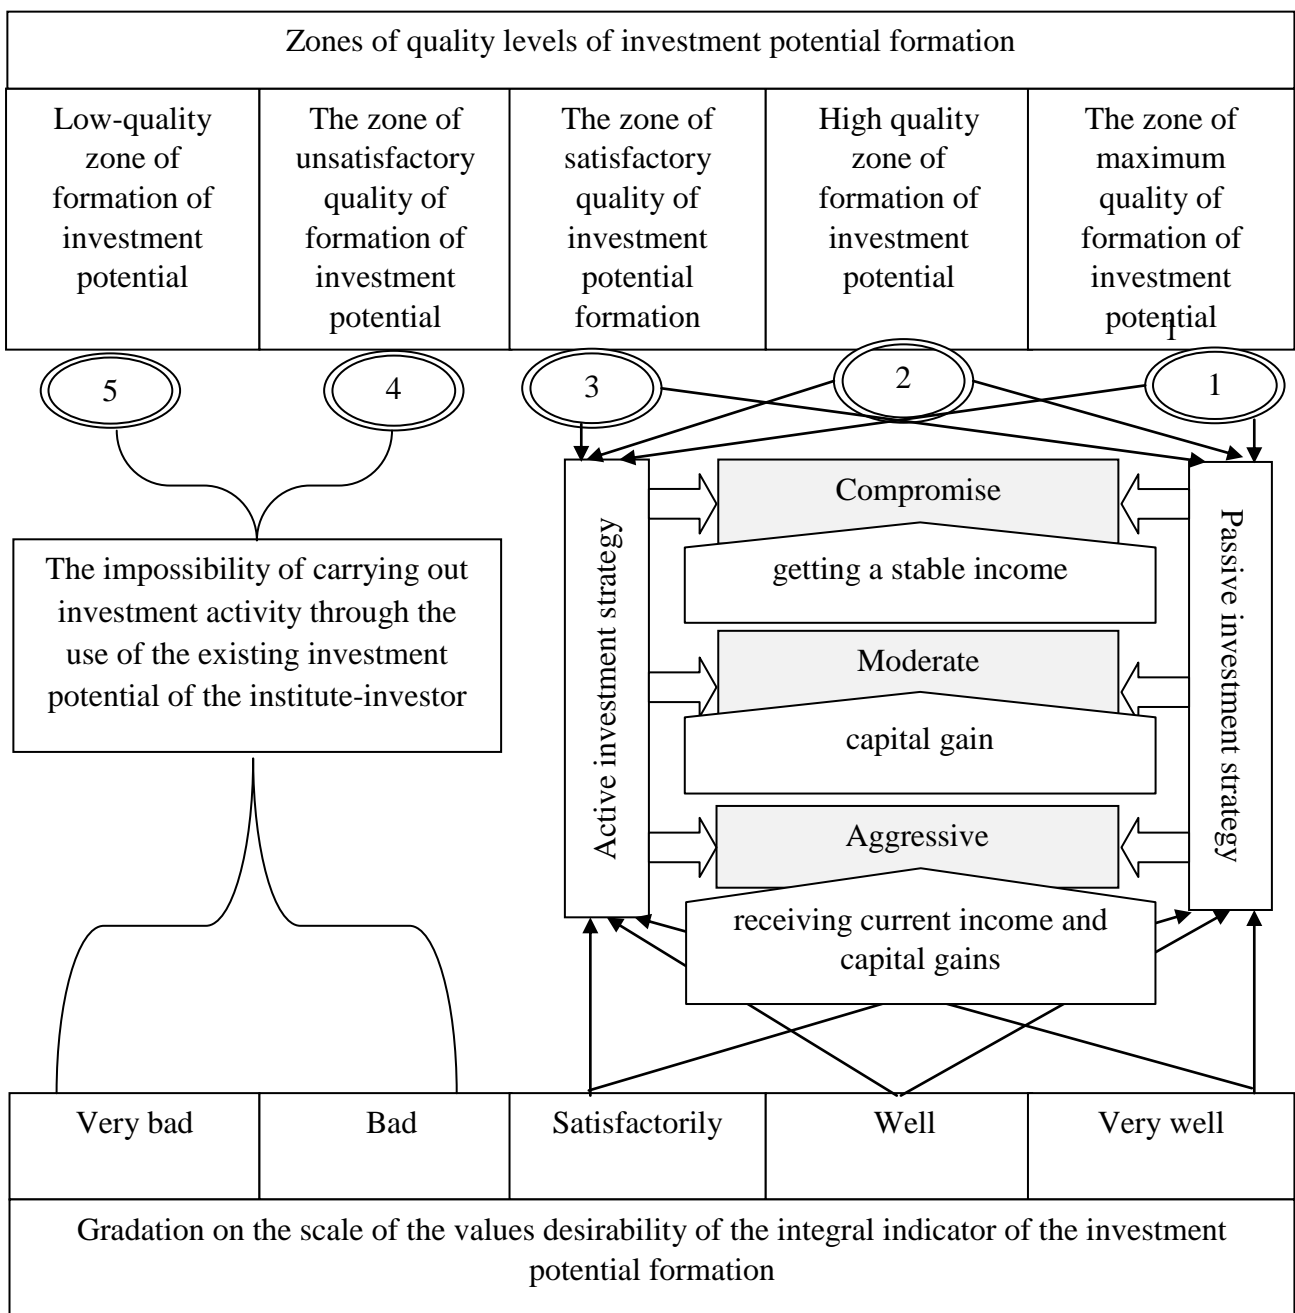 Zones of quality levels of investment potential formation
Low-quality
zone of
formation of
investment
potential
The zone of
unsatisfactory
quality of
formation of
investment
potential
The zone of
satisfactory
quality of
investment
potential
formation
High quality
zone of
formation of
investment
potential
The zone of
maximum
quality of
formation of
investment
potential
1
5
4
3
2
1
The impossibility of carrying out
investment activity through the
use of the existing investment
potential of the institute-investor
Active investment strategy
Compromise
getting a stable income
Moderate
capital gain
Aggressive
receiving current income and
capital gains
Passive investment strategy
Very bad
Bad
Satisfactorily
Well
Very well
Gradation on the scale of the values desirability of the integral indicator of the investment
potential formation